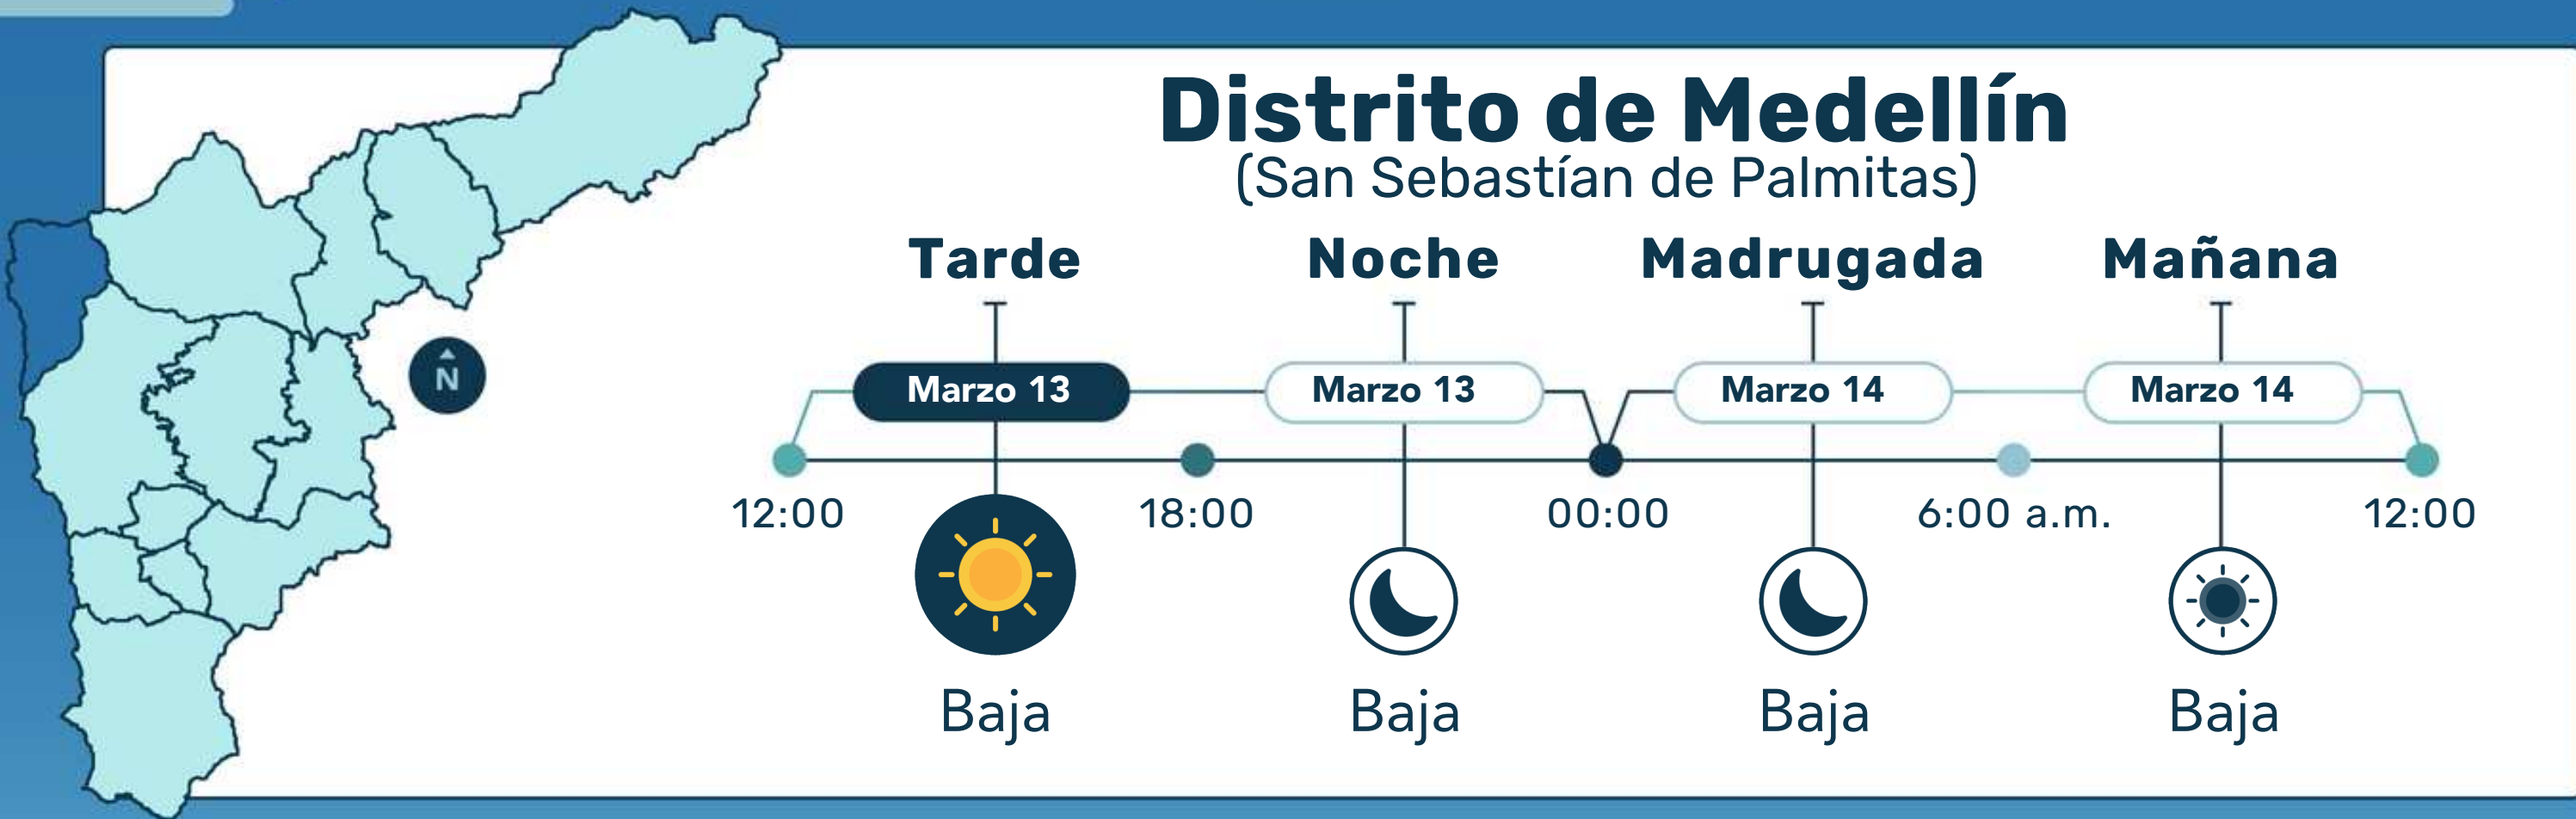 Distrito de Medellín
(San Sebastían de Palmitas)
Tarde Noche Madrugada Mañana
N
Marzo 13 Marzo 13 Marzo 14 Marzo 14
12:00 18:00 00:00 6:00 a.m. 12:00
Baja Baja Baja Baja